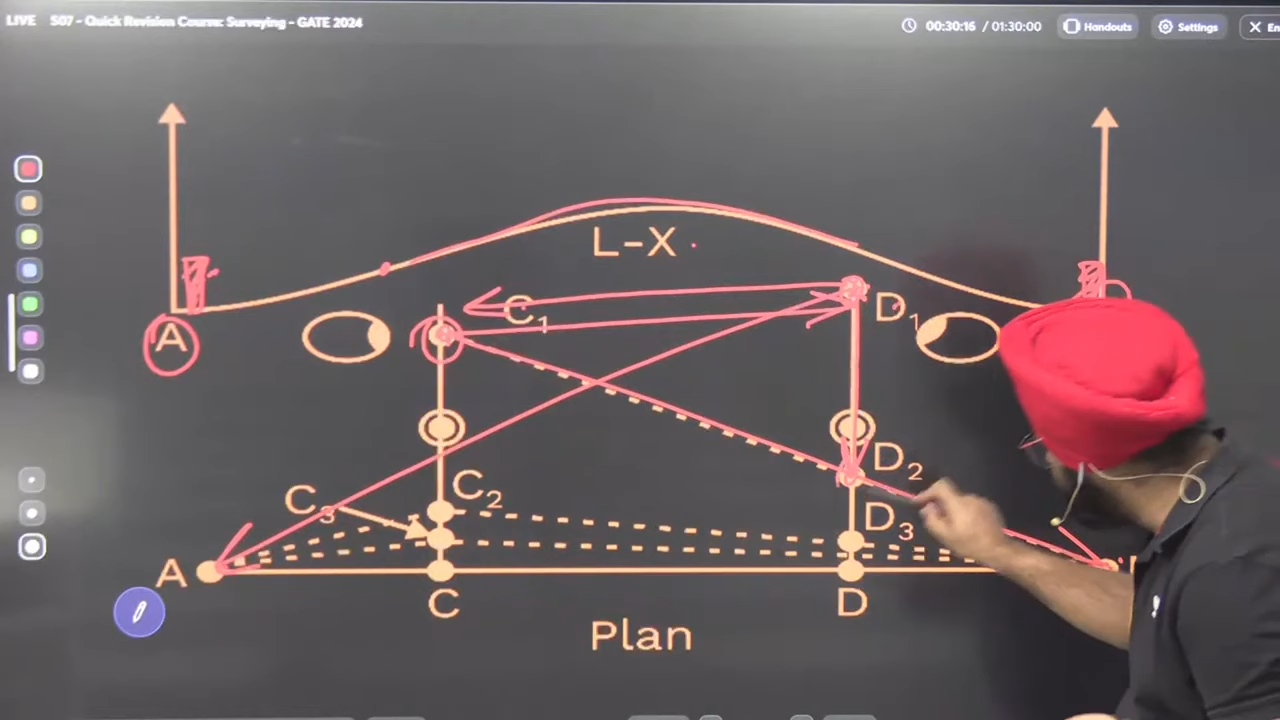 LIVE S07 - Quick Revision Course: Surveying - GATE 2024
00:30:16 / 01:30:00
Handouts
Settings
L-X
A
C1
D1
D2
C2
C3
D3
A
C
D
Plan